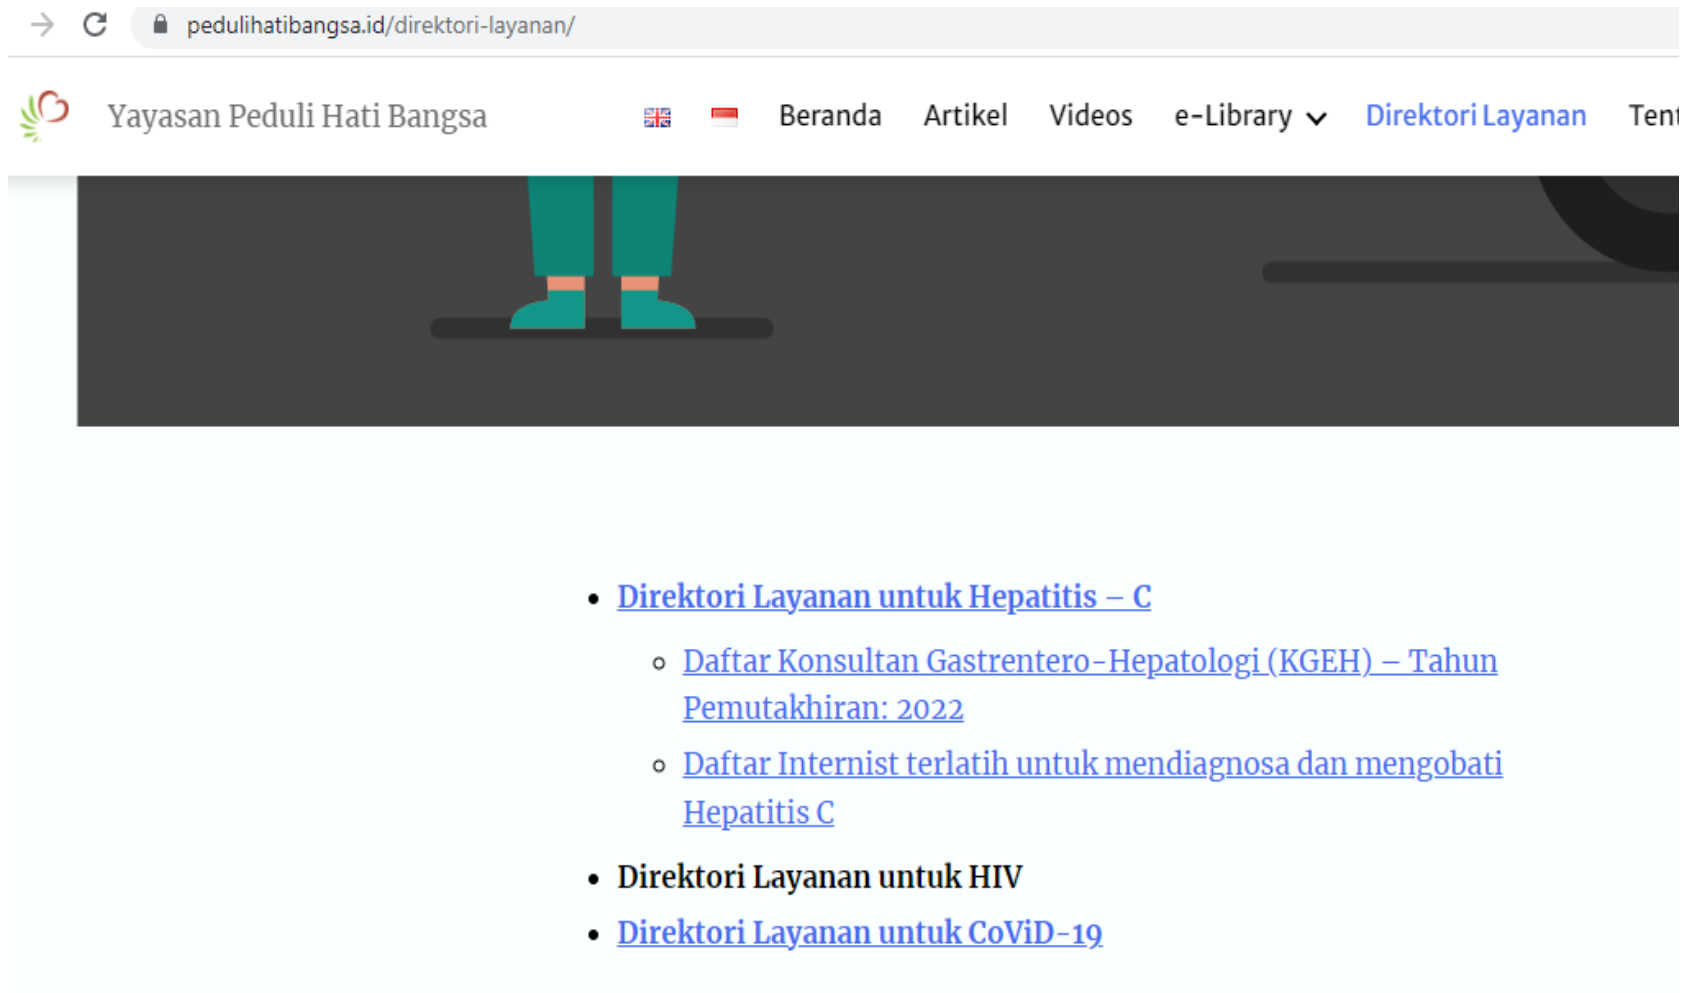 pedulihatibangsa.id/direktori-layanan/
Yayasan Peduli Hati Bangsa Beranda Artikel Videos e-Library Direktori Layanan
Direktori Layanan untuk Hepatitis – C
Daftar Konsultan Gastrentero-Hepatologi (KGEH) – Tahun
Pemutakhiran: 2022
Daftar Internist terlatih untuk mendiagnosa dan mengobati
Hepatitis C
Direktori Layanan untuk HIV
Direktori Layanan untuk CoViD-19